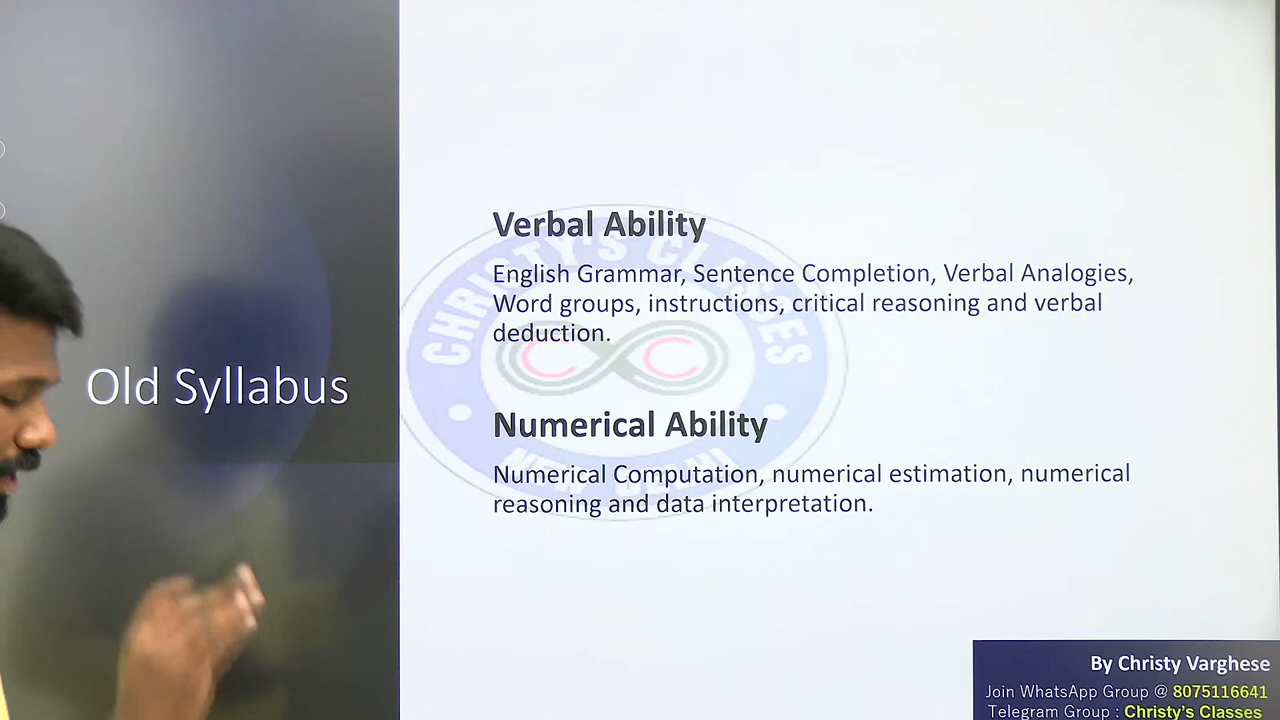 Old Syllabus
Verbal Ability
English Grammar, Sentence Completion, Verbal Analogies,
Word groups, instructions, critical reasoning and verbal
deduction.
Numerical Ability
Numerical Computation, numerical estimation, numerical
reasoning and data interpretation.
CHRISTY'S CLASSES
By Christy Varghese
Join WhatsApp Group @ 8075116641
Telegram Group : Christy's Classes